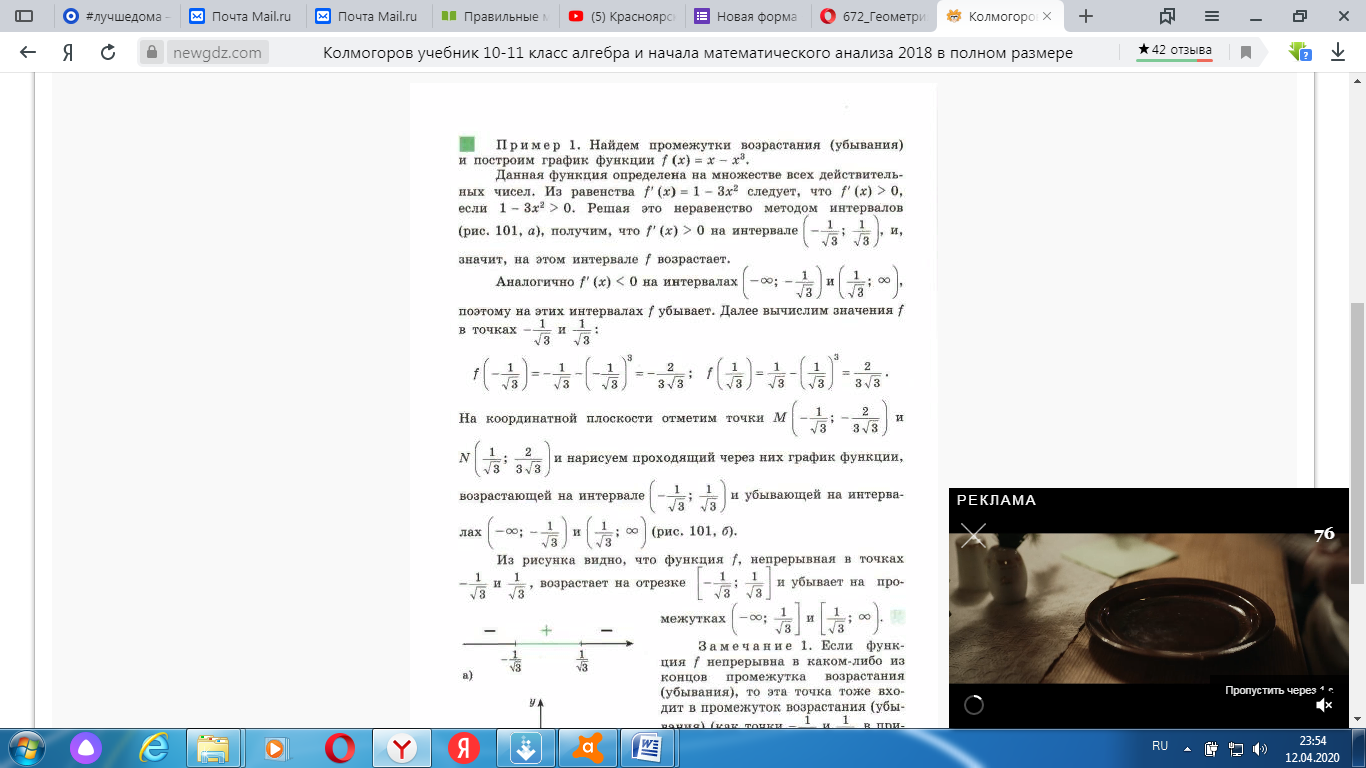 #лучшедома –
Почта Mail.ru
Почта Mail.ru
Правильные м
(5) Красноярс
Новая форма
672_Геометри
Колмогоро
newgdz.com
Колмогоров учебник 10-11 класс алгебра и начала математического анализа 2018 в полном размере
★ 42 отзыва
Пример 1. Найдем промежутки возрастания (убывания)
и построим график функции f (x) = x – x³.
Данная функция определена на множестве всех действитель-
ных чисел. Из равенства f′ (x) = 1 – 3x² следует, что f′ (x) > 0,
если 1 – 3x² > 0. Решая это неравенство методом интервалов
(рис. 101, а), получим, что f′ (x) > 0 на интервале (–1/√3; 1/√3), и,
значит, на этом интервале f возрастает.
Аналогично f′ (x) < 0 на интервалах (–∞; –1/√3) и (1/√3; ∞),
поэтому на этих интервалах f убывает. Далее вычислим значения f
в точках –1/√3 и 1/√3 :
f (–1/√3) = –1/√3 – (–1/√3)³ = –2/3√3; f (1/√3) = 1/√3 – (1/√3)³ = 2/3√3.
На координатной плоскости отметим точки M (–1/√3; –2/3√3) и
N (1/√3; 2/3√3) и нарисуем проходящий через них график функции,
возрастающей на интервале (–1/√3; 1/√3) и убывающей на интерва-
лах (–∞; –1/√3) и (1/√3; ∞) (рис. 101, б).
Из рисунка видно, что функция f, непрерывная в точках
–1/√3 и 1/√3, возрастает на отрезке [–1/√3; 1/√3] и убывает на про-
межутках (–∞; 1/√3] и [1/√3; ∞).
– + –
–1/√3 1/√3
а)
y
Замечание 1. Если функ-
ция f непрерывна в каком-либо из
концов промежутка возрастания
(убывания), то эта точка тоже вхо-
дит в промежуток возрастания (убы-
вания) (как точки –1 и 1 в при-
РЕКЛАМА
76
Пропустить через 1 с
RU
23:54
12.04.2020